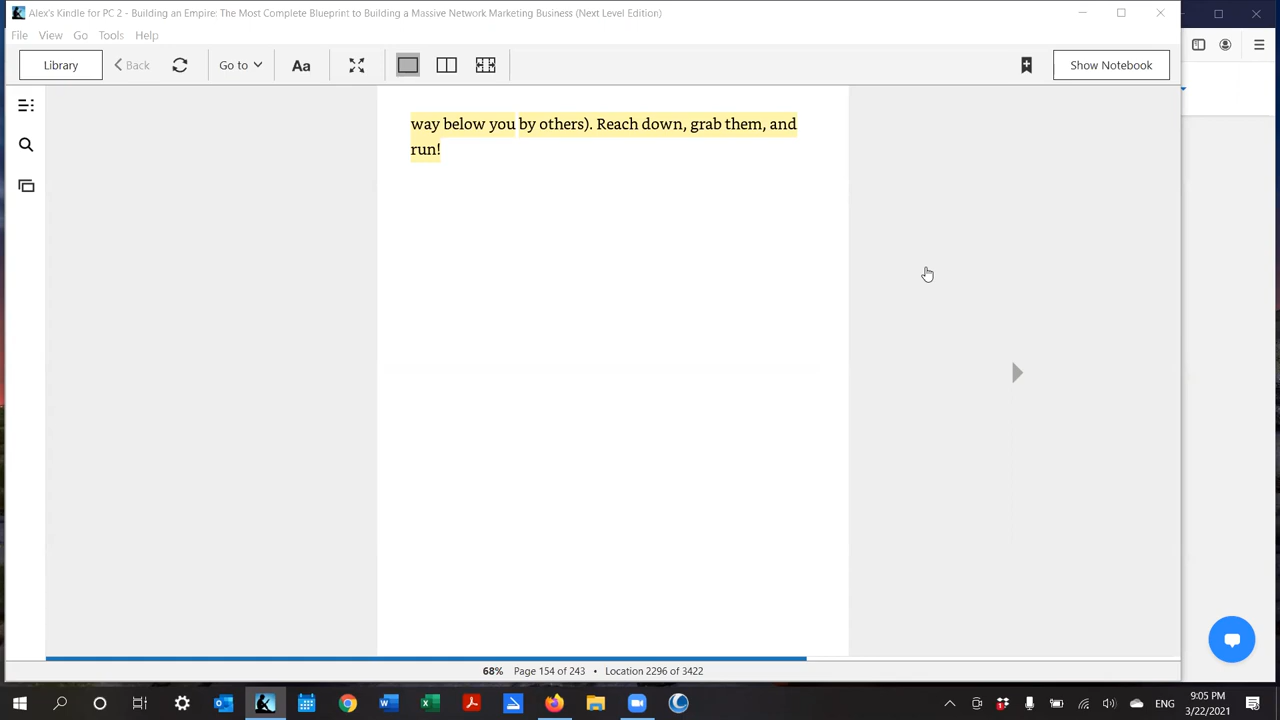 Alex's Kindle for PC 2 - Building an Empire: The Most Complete Blueprint to Building a Massive Network Marketing Business (Next Level Edition)
File View Go Tools Help
Library Back Go to Aa Show Notebook
way below you by others). Reach down, grab them, and
run!
68% Page 154 of 243 • Location 2296 of 3422
ENG 9:05 PM
3/22/2021